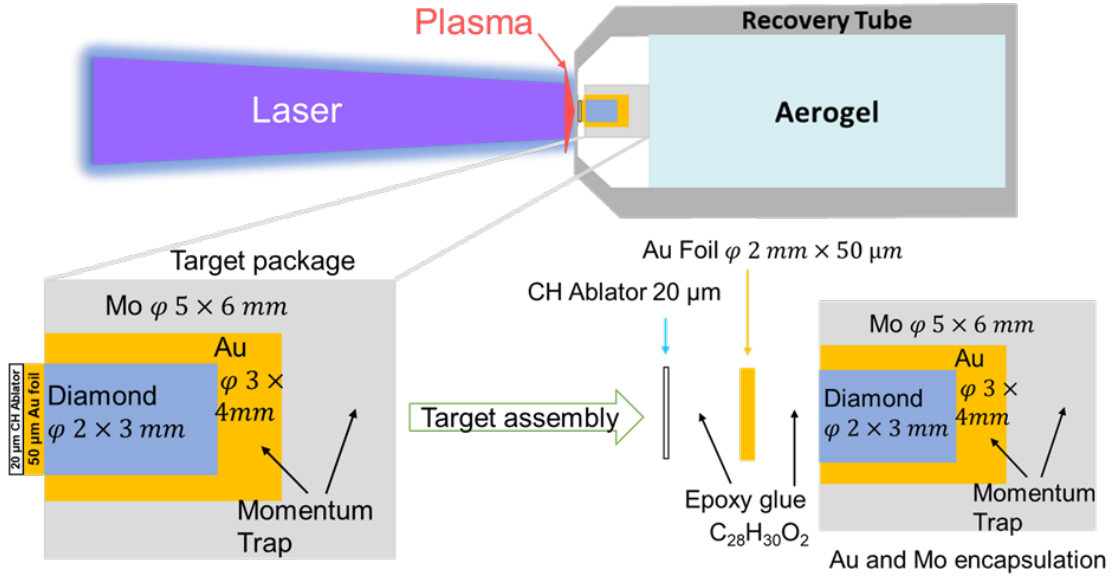 Plasma
Recovery Tube
Laser
Aerogel
Target package
Mo φ 5 × 6 mm
Au
φ 3 ×
4mm
Diamond
φ 2 × 3 mm
20 μm CH Ablator
50 μm Au foil
Momentum
Trap
Target assembly
Au Foil φ 2 mm × 50 μm
CH Ablator 20 μm
Epoxy glue
C₂₈H₃₀O₂
Mo φ 5 × 6 mm
Au
φ 3 ×
4mm
Diamond
φ 2 × 3 mm
Momentum
Trap
Au and Mo encapsulation